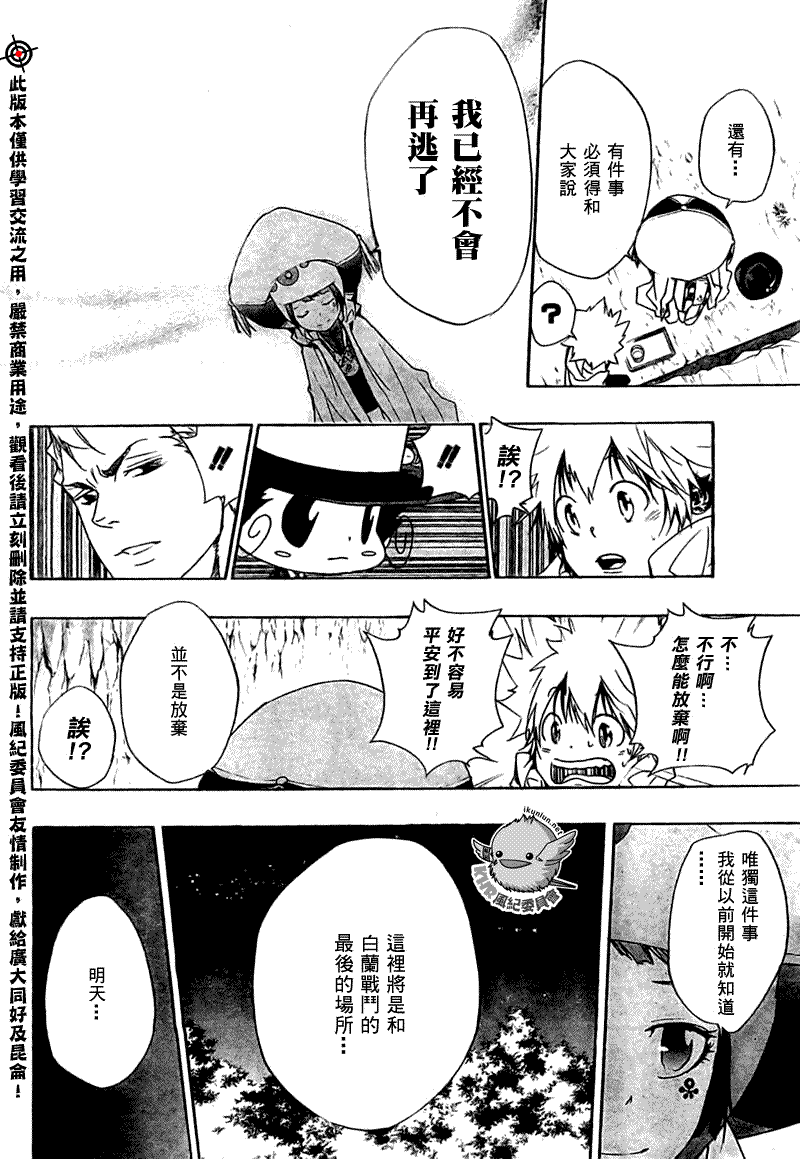 還有…
有件事
必須得和
大家說
?
我已經不會
再逃了
誒!?
!!
!!
不…
不行啊…
怎麼能放棄啊!!
好不容易
平安到了這裡!!
並不是放棄
誒!?
唯獨這件事
我從以前開始就知道
這裡將是和
白蘭戰鬥的
最後的場所…
明天…
ikunlun.net
KHR風紀委員會
此版本僅供學習交流之用，嚴禁商業用途，觀看後請立刻刪除並請支持正版！風紀委員會友情制作，獻給廣大同好及昆侖！